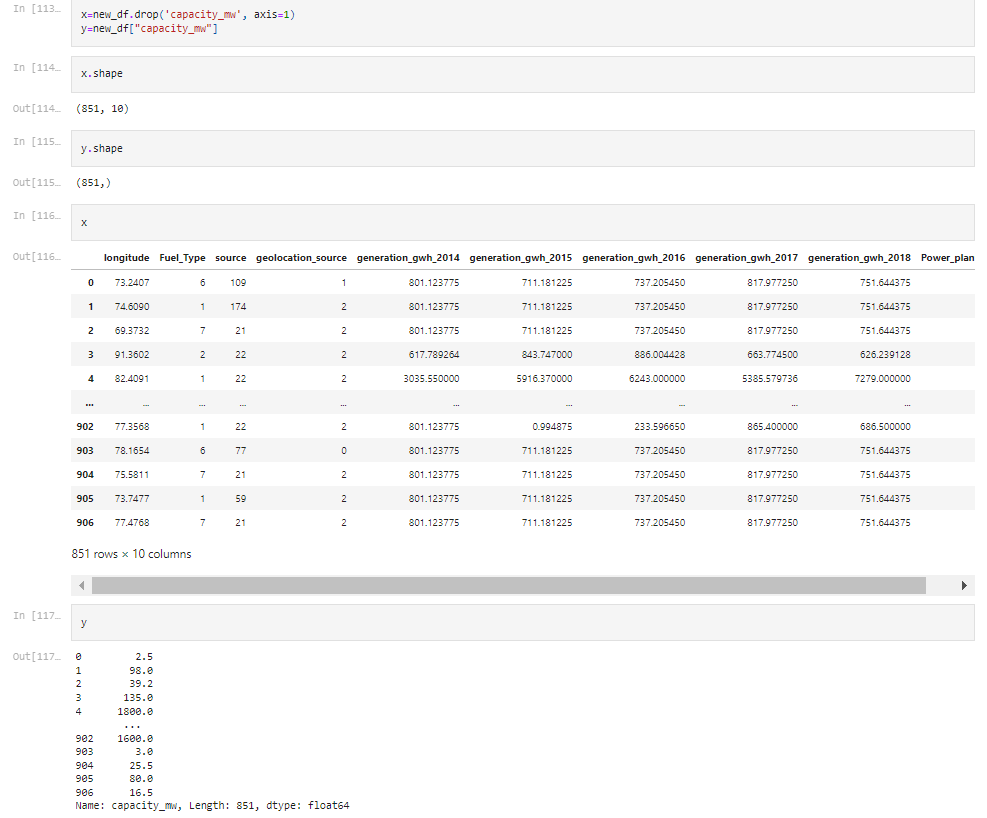 In [113…
x=new_df.drop('capacity_mw', axis=1)
y=new_df["capacity_mw"]
In [114…
x.shape
Out[114…
(851, 10)
In [115…
y.shape
Out[115…
(851,)
In [116…
x
Out[116…
longitude Fuel_Type source geolocation_source generation_gwh_2014 generation_gwh_2015 generation_gwh_2016 generation_gwh_2017 generation_gwh_2018 Power_plan
0 73.2407 6 109 1 801.123775 711.181225 737.205450 817.977250 751.644375
1 74.6090 1 174 2 801.123775 711.181225 737.205450 817.977250 751.644375
2 69.3732 7 21 2 801.123775 711.181225 737.205450 817.977250 751.644375
3 91.3602 2 22 2 617.789264 843.747000 886.004428 663.774500 626.239128
4 82.4091 1 22 2 3035.550000 5916.370000 6243.000000 5385.579736 7279.000000
... ... ... ... ... ... ... ... ... ...
902 77.3568 1 22 2 801.123775 0.994875 233.596650 865.400000 686.500000
903 78.1654 6 77 0 801.123775 711.181225 737.205450 817.977250 751.644375
904 75.5811 7 21 2 801.123775 711.181225 737.205450 817.977250 751.644375
905 73.7477 1 59 2 801.123775 711.181225 737.205450 817.977250 751.644375
906 77.4768 7 21 2 801.123775 711.181225 737.205450 817.977250 751.644375
851 rows × 10 columns
In [117…
y
Out[117…
0 2.5
1 98.0
2 39.2
3 135.0
4 1800.0
...
902 1600.0
903 3.0
904 25.5
905 80.0
906 16.5
Name: capacity_mw, Length: 851, dtype: float64